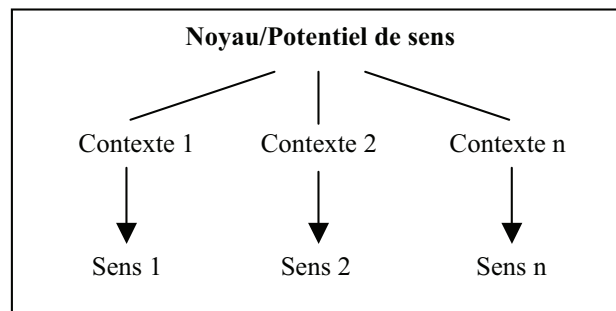 Noyau/Potentiel de sens
Contexte 1 Contexte 2 Contexte n
Sens 1 Sens 2 Sens n